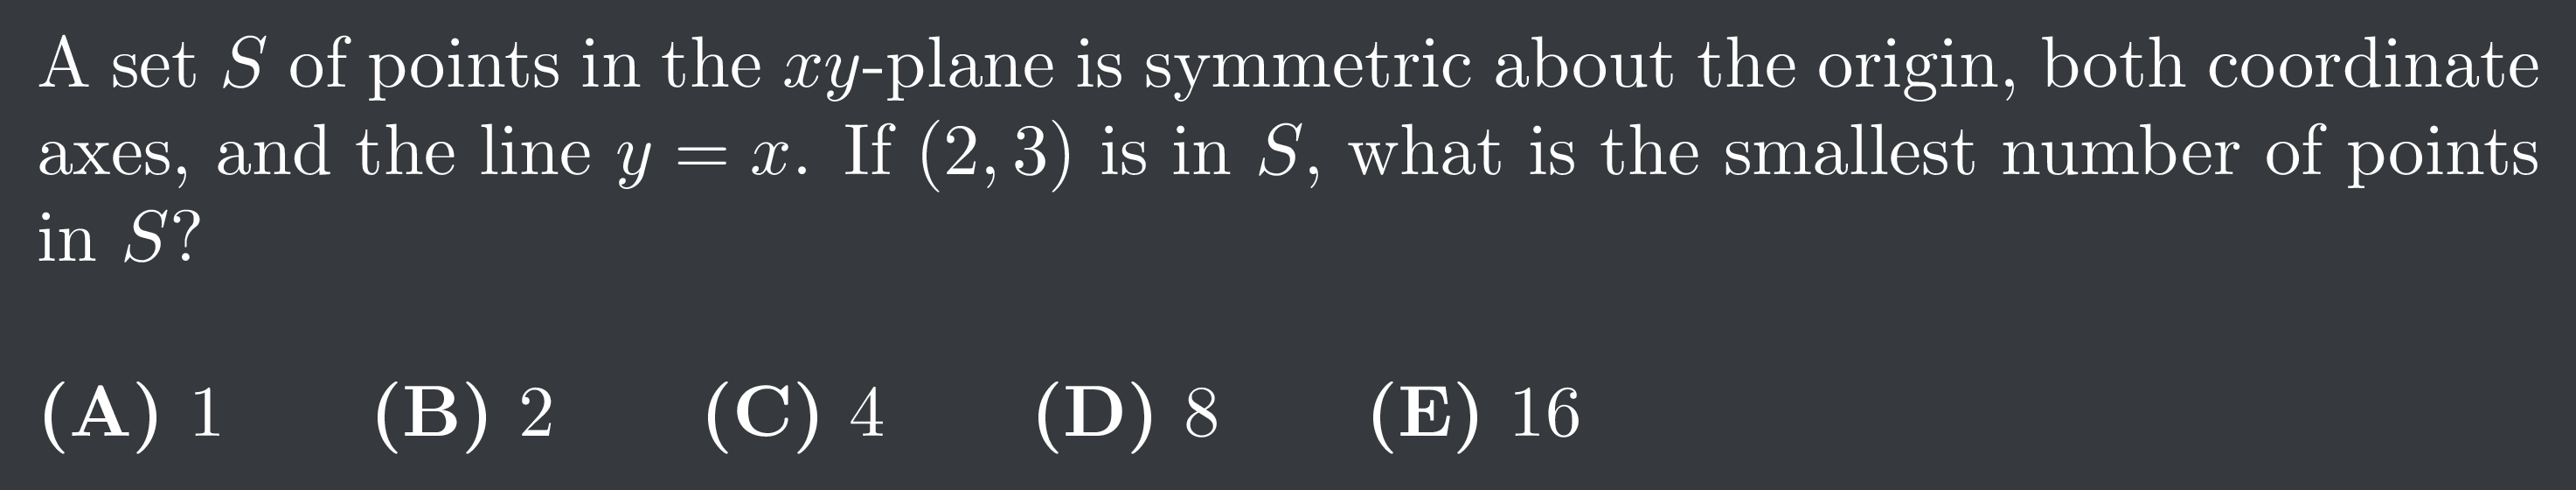 A set S of points in the xy-plane is symmetric about the origin, both coordinate
axes, and the line y = x. If (2, 3) is in S, what is the smallest number of points
in S?
(A) 1 (B) 2 (C) 4 (D) 8 (E) 16